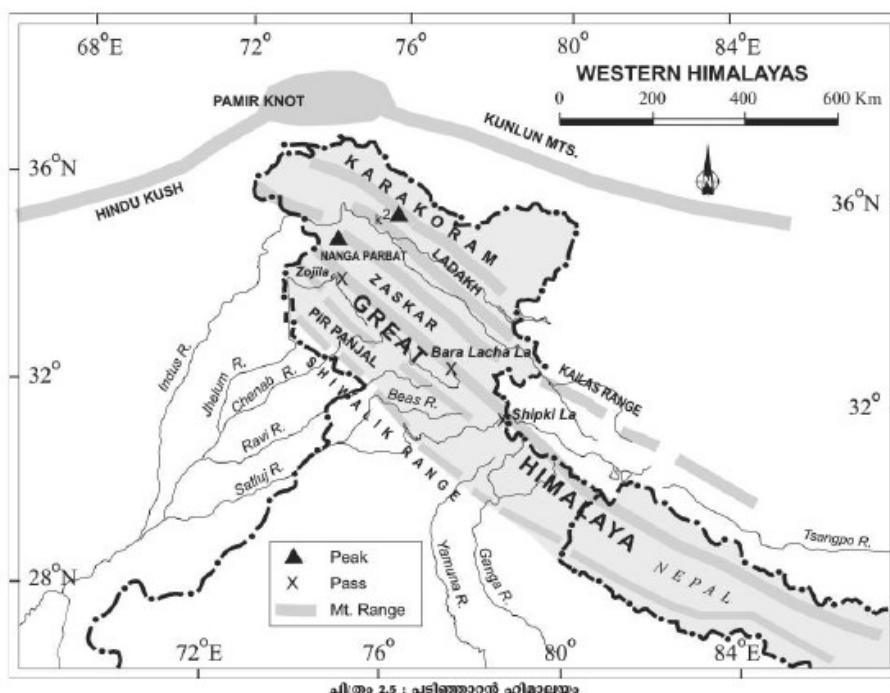 68°E
72°
76°
80°
84°E
WESTERN HIMALAYAS
0 200 400 600 Km
PAMIR KNOT
KUNLUN MTS.
N
36°N
HINDU KUSH
36°N
KARAKORAM
K2
NANGA PARBAT
LADAKH
Zojila
ZASKAR
GREAT
PIR PANJAL
Bara Lacha La
Indus R.
Jhelum R.
Chenab R.
32°
KAILAS RANGE
32°
SHIWALIK RANGE
Beas R.
Shipki La
Ravi R.
Satluj R.
HIMALAYA
Tsangpo R.
Peak
Pass
Mt. Range
Yamuna R.
Ganga R.
NEPAL
28°N
28°N
72°E
76°
80°
84°E
2.5 :